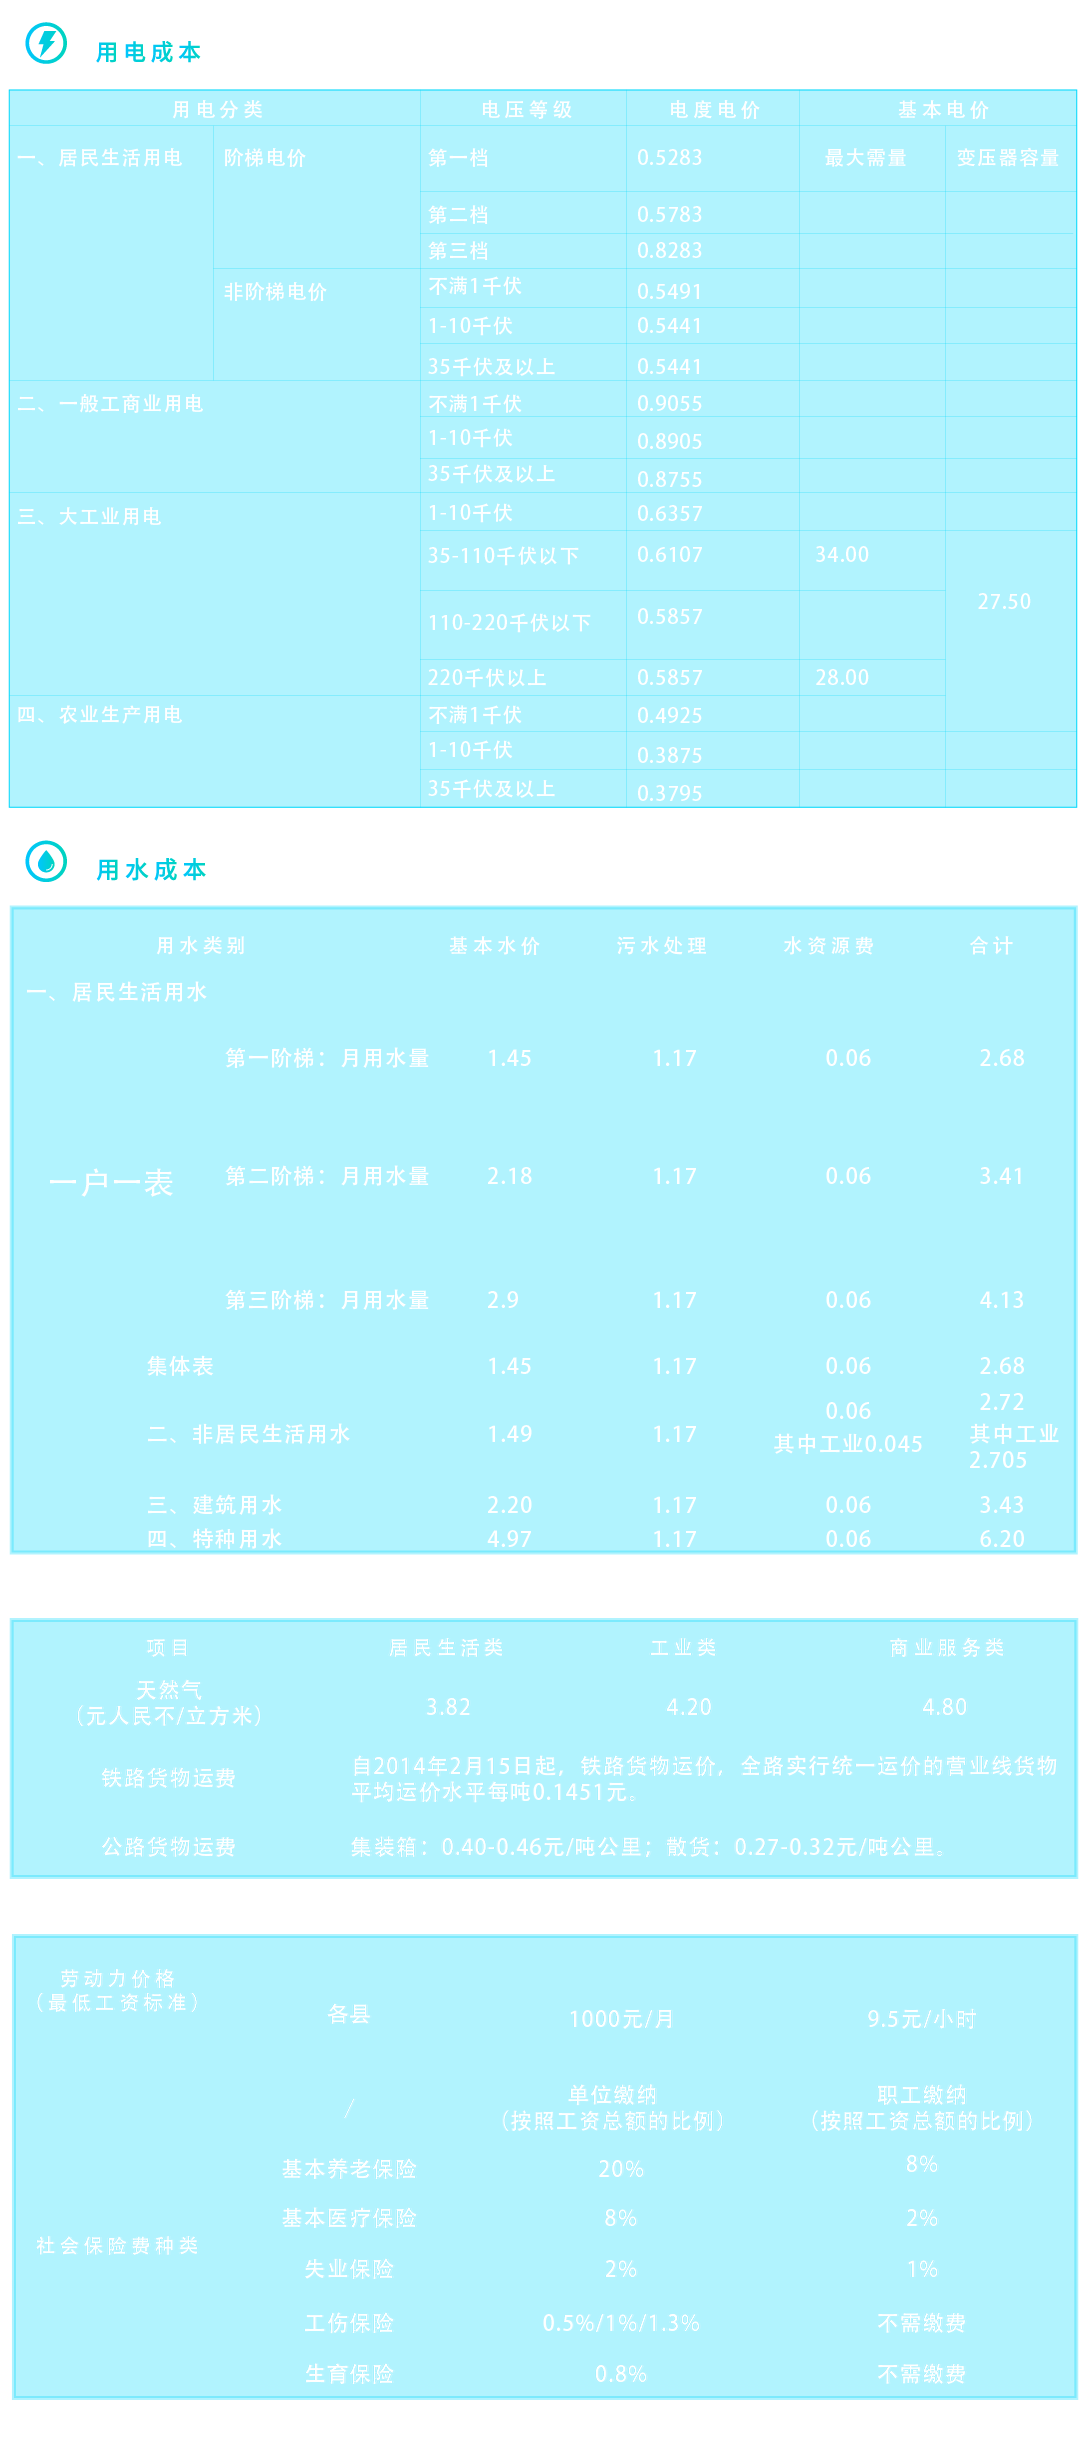 用电成本
用电分类 电压等级 电度电价 基本电价
一、居民生活用电 阶梯电价 第一档 0.5283 最大需量 变压器容量
第二档 0.5783
第三档 0.8283
非阶梯电价 不满1千伏 0.5491
1-10千伏 0.5441
35千伏及以上 0.5441
二、一般工商业用电 不满1千伏 0.9055
1-10千伏 0.8905
35千伏及以上 0.8755
三、大工业用电 1-10千伏 0.6357
35-110千伏以下 0.6107 34.00
27.50
110-220千伏以下 0.5857
220千伏以上 0.5857 28.00
四、农业生产用电 不满1千伏 0.4925
1-10千伏 0.3875
35千伏及以上 0.3795
用水成本
用水类别 基本水价 污水处理 水资源费 合计
一、居民生活用水
第一阶梯：月用水量 1.45 1.17 0.06 2.68
一户一表 第二阶梯：月用水量 2.18 1.17 0.06 3.41
第三阶梯：月用水量 2.9 1.17 0.06 4.13
集体表 1.45 1.17 0.06 2.68
二、非居民生活用水 1.49 1.17 0.06 2.72
其中工业0.045 其中工业
2.705
三、建筑用水 2.20 1.17 0.06 3.43
四、特种用水 4.97 1.17 0.06 6.20
项目 居民生活类 工业类 商业服务类
天然气
（元人民不/立方米） 3.82 4.20 4.80
铁路货物运费 自2014年2月15日起，铁路货物运价，全路实行统一运价的营业线货物
平均运价水平每吨0.1451元。
公路货物运费 集装箱：0.40-0.46元/吨公里；散货：0.27-0.32元/吨公里。
劳动力价格
（最低工资标准） 各县 1000元/月 9.5元/小时
/ 单位缴纳 职工缴纳
（按照工资总额的比例） （按照工资总额的比例）
基本养老保险 20% 8%
基本医疗保险 8% 2%
社会保险费种类
失业保险 2% 1%
工伤保险 0.5%/1%/1.3% 不需缴费
生育保险 0.8% 不需缴费